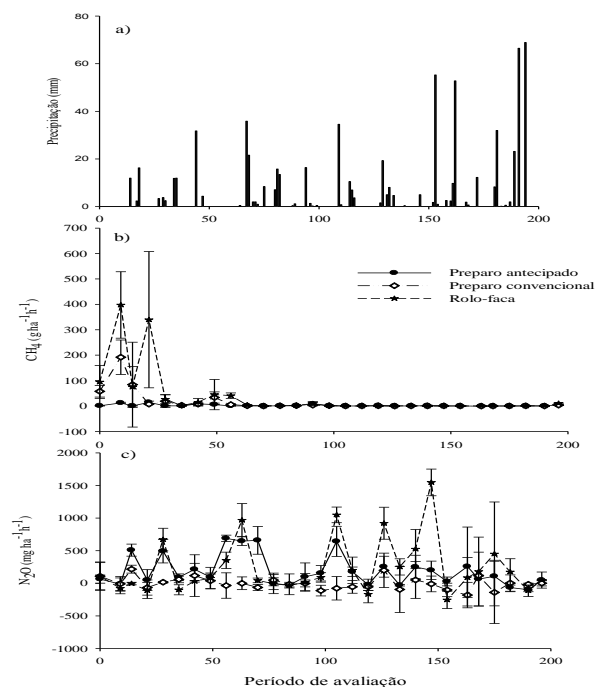 a)
80
60
40
20
0
Precipitação (mm)
0 50 100 150 200
b)
700
600
500
400
300
200
100
0
-100
CH4 (g ha-1h-1)
Preparo antecipado
Preparo convencional
Rolo-faca
0 50 100 150 200
c)
2000
1500
1000
500
0
-500
-1000
N2O (mg ha-1h-1)
0 50 100 150 200
Período de avaliação